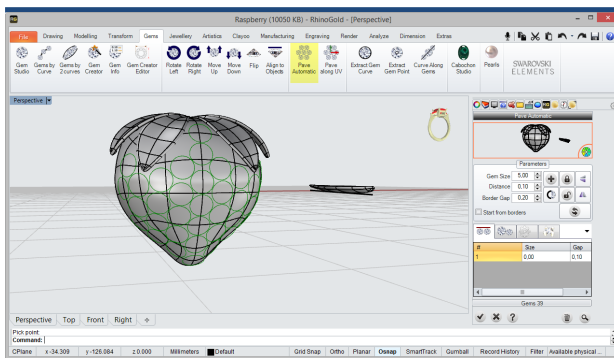 Raspberry (10050 KB) - RhinoGold - [Perspective]
File Drawing Modelling Transform Gems Jewellery Artistics Clayoo Manufacturing Engraving Render Analyze Dimension Extras
Gem Studio
Gems by Curve
Gems by 2 curves
Gem Creator
Gem Info
Gem Creator Editor
Rotate Left
Rotate Right
Move Up
Move Down
Flip
Align to Objects
Pave Automatic
Pave along UV
Extract Gem Curve
Extract Gem Point
Curve Along Gems
Cabochon Studio
Pearls
SWAROVSKI
ELEMENTS
Perspective
Pave Automatic
Parameters
Gem Size 5,00
Distance 0,10
Border Gap 0,20
Start from borders
# Size Gap
1 0,00 0,10
Gems 39
Perspective Top Front Right
Pick point
Command:
CPlane x -34.309 y -126.084 z 0.000 Millimeters Default Grid Snap Ortho Planar Osnap SmartTrack Gumball Record History Filter Available physical...